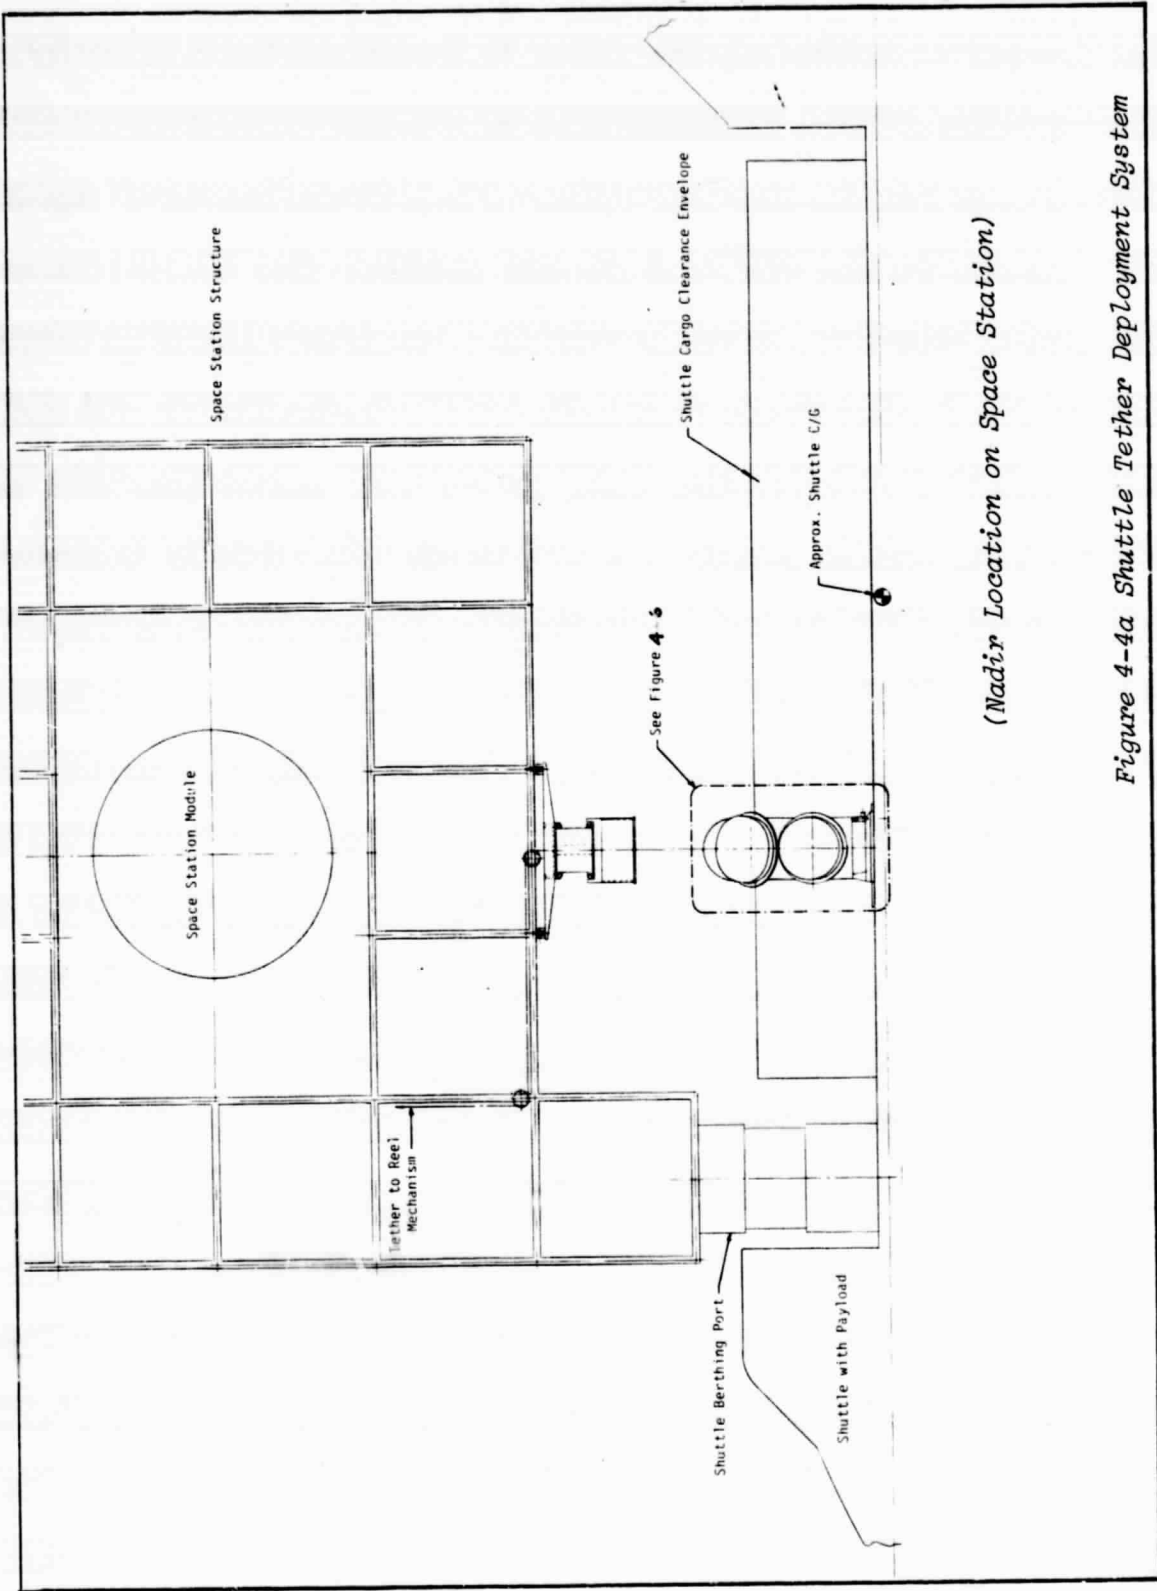 Space Station Structure
Space Station Module
Tether to Reel
Mechanism
Shuttle Cargo Clearance Envelope
See Figure 4-6
Approx. Shuttle C/G
Shuttle Berthing Port
Shuttle with Payload
(Nadir Location on Space Station)
Figure 4-4a Shuttle Tether Deployment System